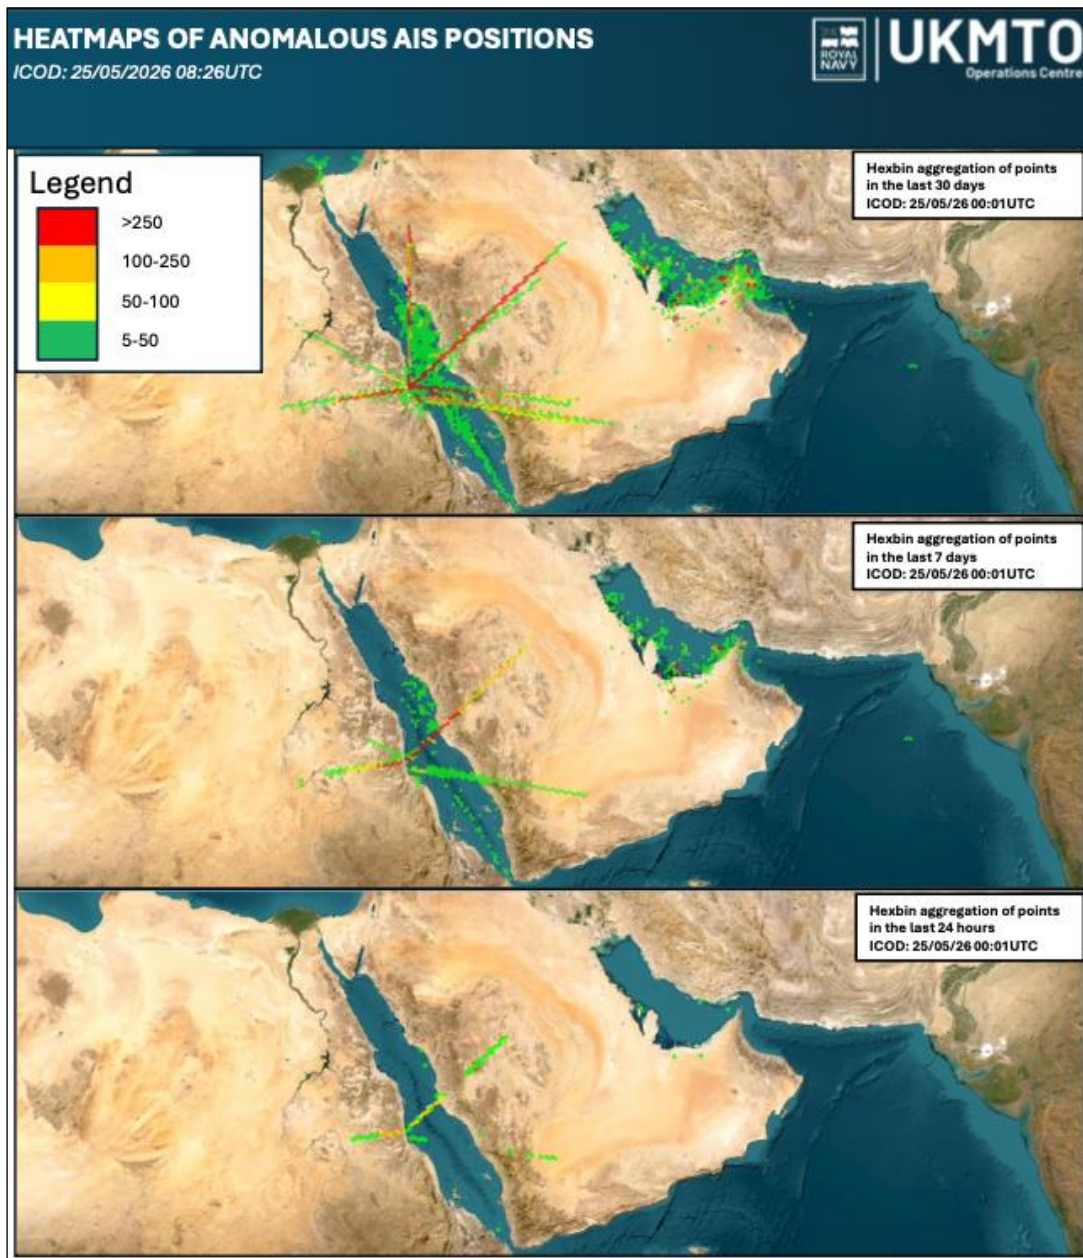 HEATMAPS OF ANOMALOUS AIS POSITIONS
ICOD: 25/05/2026 08:26UTC
ROYAL
NAVY
UKMTO
Operations Centre
Legend
>250
100-250
50-100
5-50
Hexbin aggregation of points
in the last 30 days
ICOD: 25/05/26 00:01UTC
Hexbin aggregation of points
in the last 7 days
ICOD: 25/05/26 00:01UTC
Hexbin aggregation of points
in the last 24 hours
ICOD: 25/05/26 00:01UTC